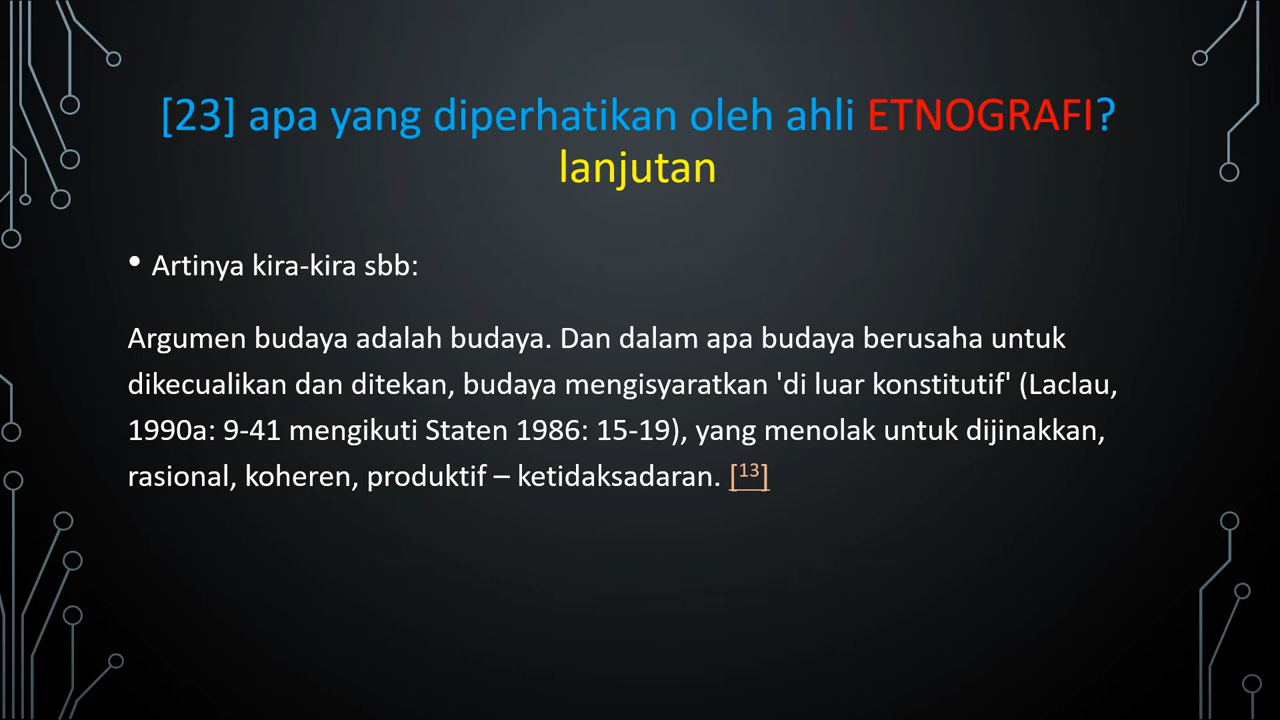 [23] apa yang diperhatikan oleh ahli ETNOGRAFI?
lanjutan
• Artinya kira-kira sbb:
Argumen budaya adalah budaya. Dan dalam apa budaya berusaha untuk
dikecualikan dan ditekan, budaya mengisyaratkan 'di luar konstitutif' (Laclau,
1990a: 9-41 mengikuti Staten 1986: 15-19), yang menolak untuk dijinakkan,
rasional, koheren, produktif – ketidaksadaran. [13]